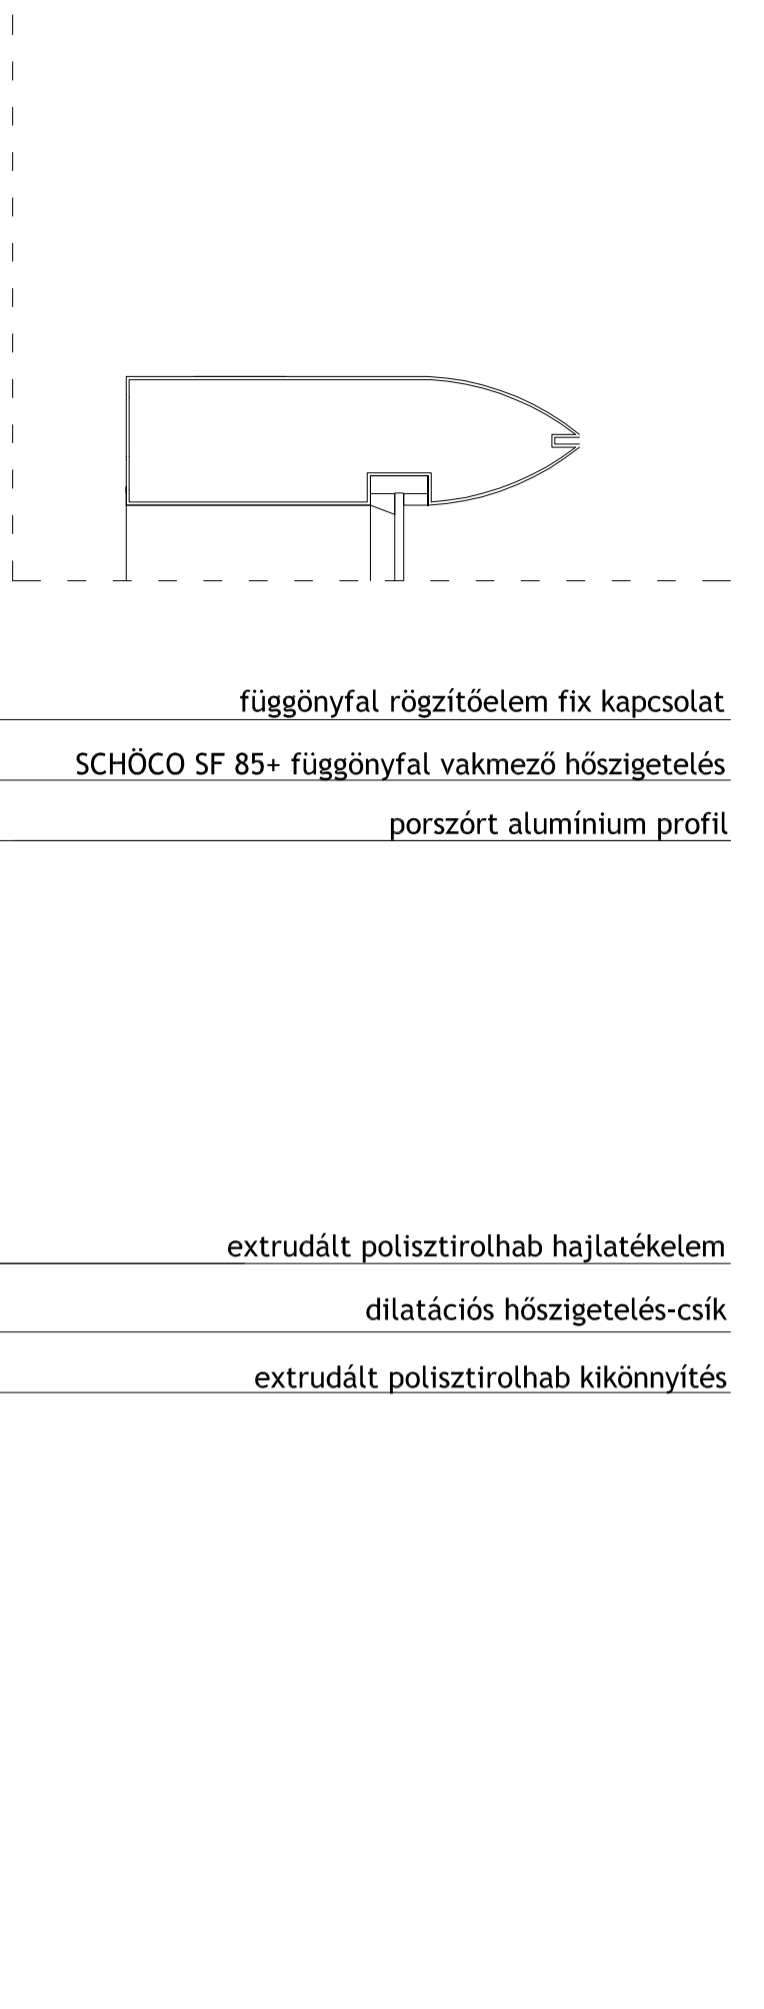 függönyfal rögzítőelem fix kapcsolat
SCHÖCO SF 85+ függönyfal vakmező hőszigetelés
porszórt alumínium profil
extrudált polisztirolhab hajlatékelem
dilatációs hőszigetelés-csík
extrudált polisztirolhab kikönnyítés